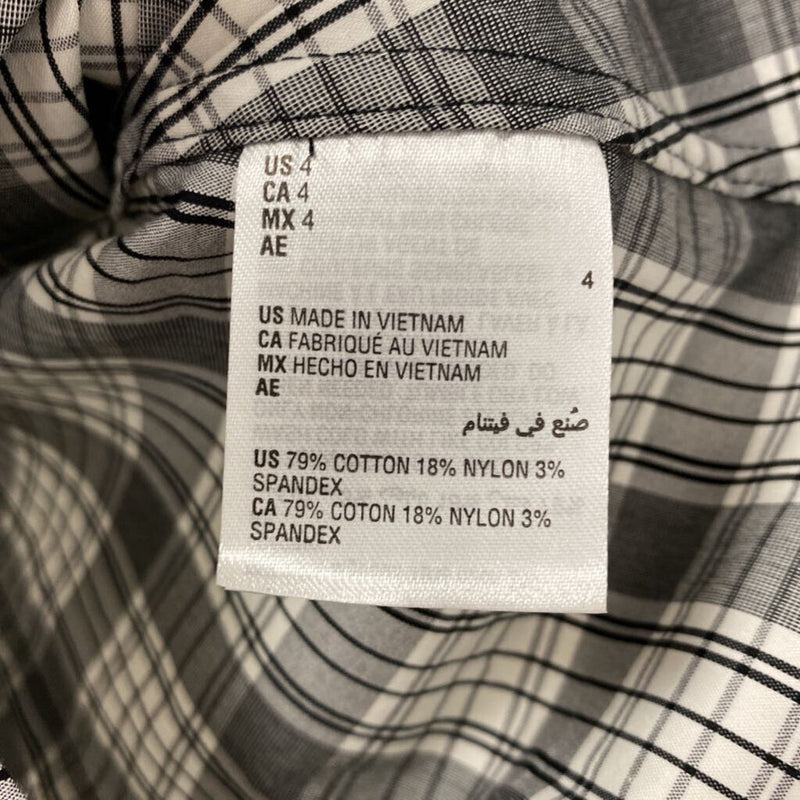 US 4
CA 4
MX 4
AE
4
US MADE IN VIETNAM
CA FABRIQUÉ AU VIETNAM
MX HECHO EN VIETNAM
AE
صُنع في فيتنام
US 79% COTTON 18% NYLON 3%
SPANDEX
CA 79% COTON 18% NYLON 3%
SPANDEX